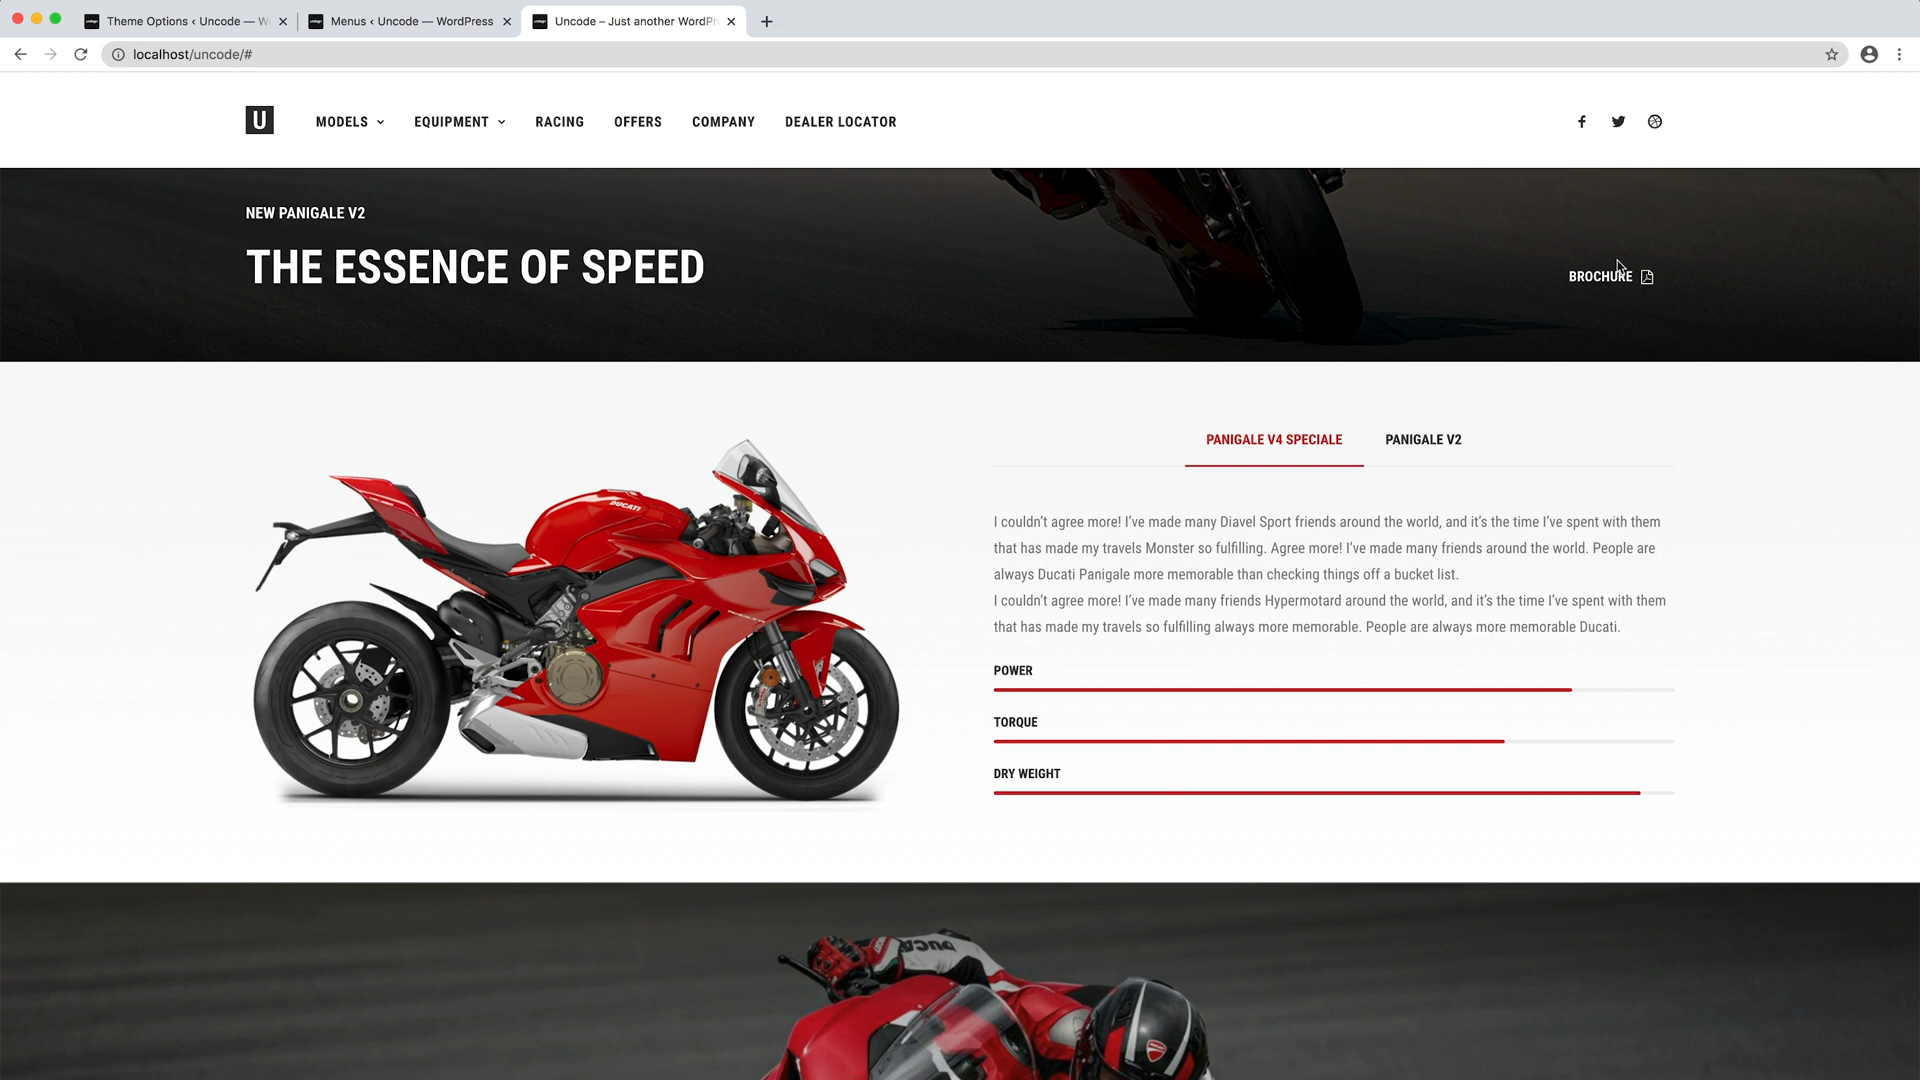 Theme Options ‹ Uncode — W
Menus ‹ Uncode — WordPress
Uncode – Just another WordPr
localhost/uncode/#
U
MODELS
EQUIPMENT
RACING
OFFERS
COMPANY
DEALER LOCATOR
NEW PANIGALE V2
THE ESSENCE OF SPEED
BROCHURE
PANIGALE V4 SPECIALE
PANIGALE V2
I couldn’t agree more! I’ve made many Diavel Sport friends around the world, and it’s the time I’ve spent with them
that has made my travels Monster so fulfilling. Agree more! I’ve made many friends around the world. People are
always Ducati Panigale more memorable than checking things off a bucket list.
I couldn’t agree more! I’ve made many friends Hypermotard around the world, and it’s the time I’ve spent with them
that has made my travels so fulfilling always more memorable. People are always more memorable Ducati.
POWER
TORQUE
DRY WEIGHT
DUCATI
DUCATI